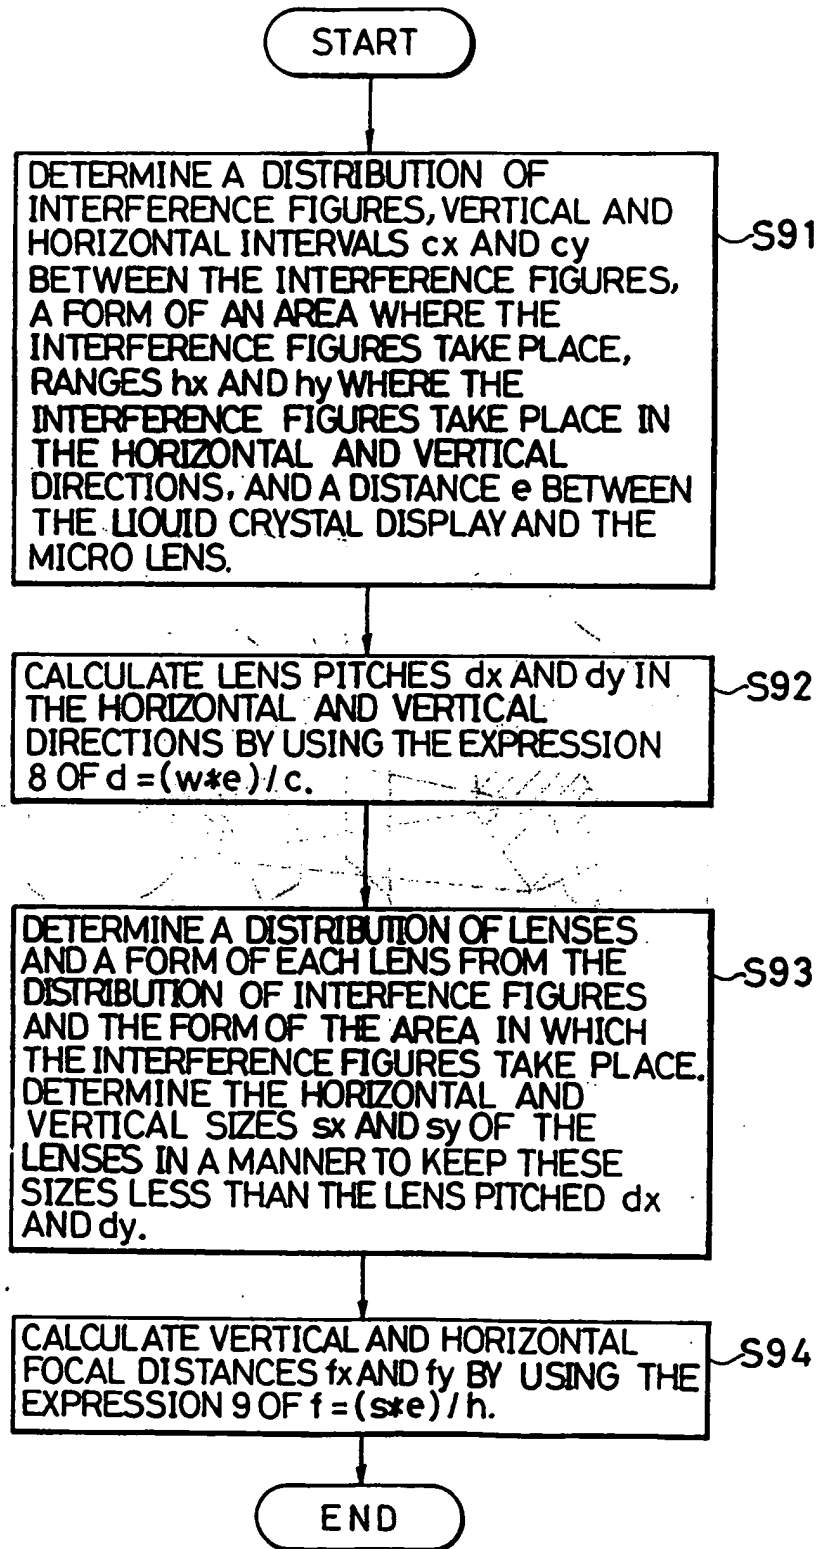 START
DETERMINE A DISTRIBUTION OF
INTERFERENCE FIGURES, VERTICAL AND
HORIZONTAL INTERVALS cx AND cy
BETWEEN THE INTERFERENCE FIGURES,
A FORM OF AN AREA WHERE THE
INTERFERENCE FIGURES TAKE PLACE,
RANGES hx AND hy WHERE THE
INTERFERENCE FIGURES TAKE PLACE IN
THE HORIZONTAL AND VERTICAL
DIRECTIONS, AND A DISTANCE e BETWEEN
THE LIQUID CRYSTAL DISPLAY AND THE
MICRO LENS.
S91
CALCULATE LENS PITCHES dx AND dy IN
THE HORIZONTAL AND VERTICAL
DIRECTIONS BY USING THE EXPRESSION
8 OF d =(w*e)/c.
S92
DETERMINE A DISTRIBUTION OF LENSES
AND A FORM OF EACH LENS FROM THE
DISTRIBUTION OF INTERFENCE FIGURES
AND THE FORM OF THE AREA IN WHICH
THE INTERFERENCE FIGURES TAKE PLACE.
DETERMINE THE HORIZONTAL AND
VERTICAL SIZES sx AND sy OF THE
LENSES IN A MANNER TO KEEP THESE
SIZES LESS THAN THE LENS PITCHED dx
AND dy.
S93
CALCULATE VERTICAL AND HORIZONTAL
FOCAL DISTANCES fx AND fy BY USING THE
EXPRESSION 9 OF f =(s*e)/h.
S94
END